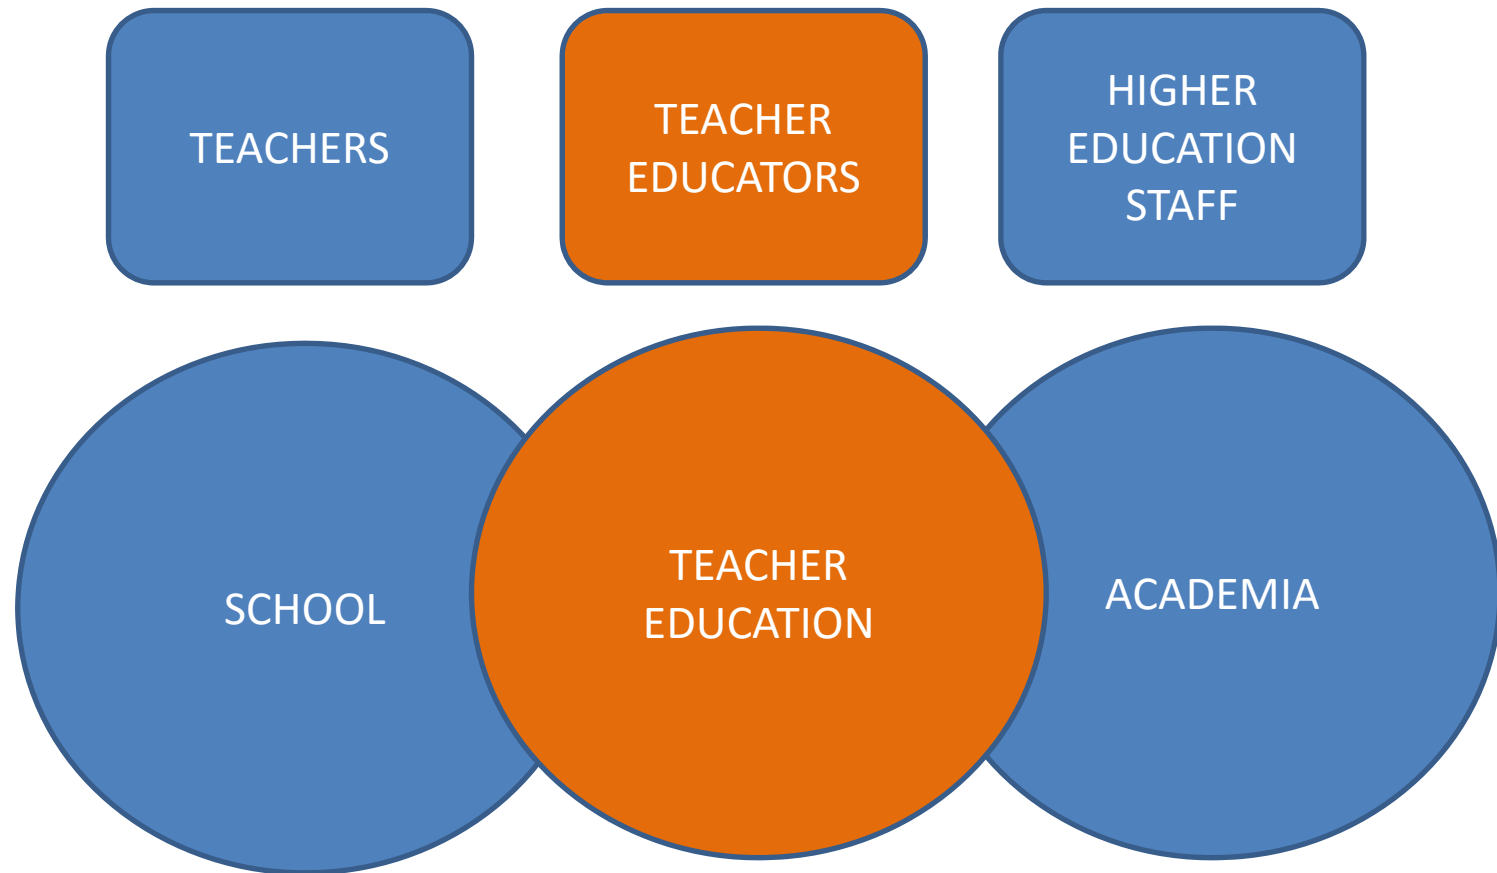 TEACHERS
TEACHER
EDUCATORS
HIGHER
EDUCATION
STAFF
SCHOOL
TEACHER
EDUCATION
ACADEMIA